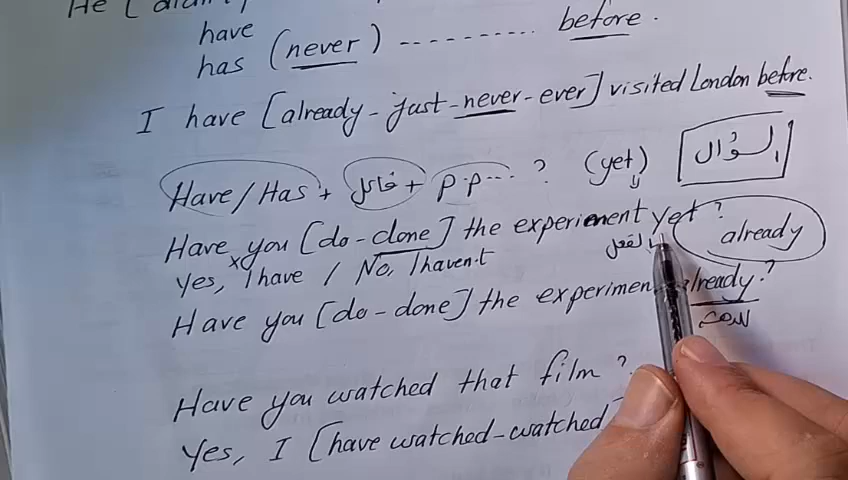 He [
have
has (never) ---------- before.
I have [already - just - never - ever] visited London before.
Have/Has + فاعل + P.P... ? (yet) السؤال
Have you [do - done] the experiment yet? already
Yes, I have / No, I haven't
Have you [do - done] the experiment already?
Have you watched that film?
Yes, I [have watched - watched